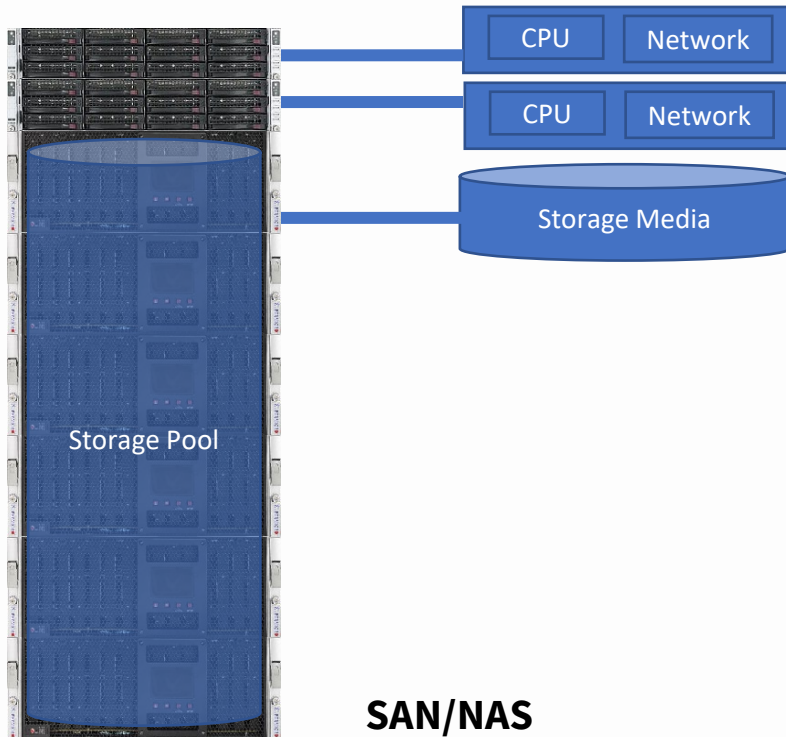 CPU
Network
CPU
Network
Storage Media
Storage Pool
SAN/NAS